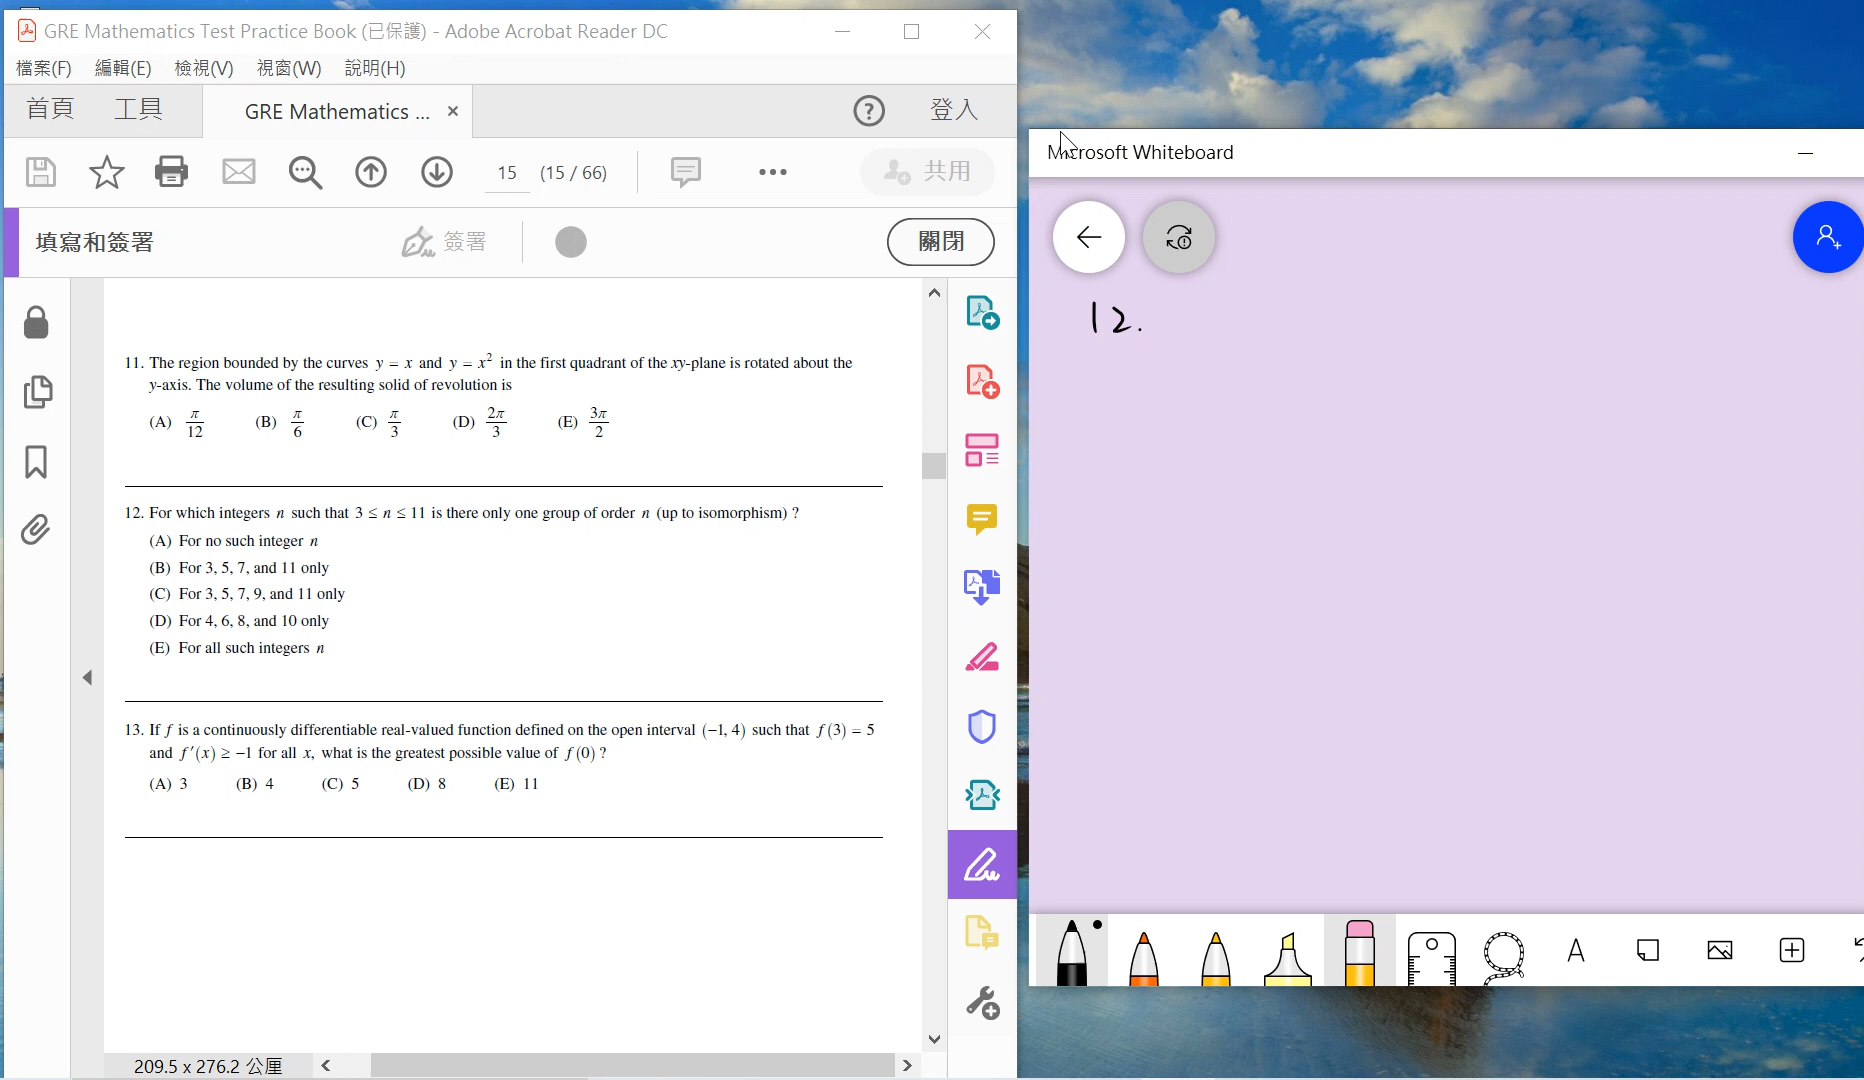 GRE Mathematics Test Practice Book (已保護) - Adobe Acrobat Reader DC
檔案(F) 編輯(E) 檢視(V) 視窗(W) 說明(H)
首頁 工具 GRE Mathematics ... × ? 登入
15 (15 / 66) 共用
填寫和簽署 簽署 關閉
11. The region bounded by the curves y = x and y = x² in the first quadrant of the xy-plane is rotated about the
y-axis. The volume of the resulting solid of revolution is
(A) π/12 (B) π/6 (C) π/3 (D) 2π/3 (E) 3π/2
12. For which integers n such that 3 ≤ n ≤ 11 is there only one group of order n (up to isomorphism) ?
(A) For no such integer n
(B) For 3, 5, 7, and 11 only
(C) For 3, 5, 7, 9, and 11 only
(D) For 4, 6, 8, and 10 only
(E) For all such integers n
13. If f is a continuously differentiable real-valued function defined on the open interval (−1, 4) such that f(3) = 5
and f′(x) ≥ −1 for all x, what is the greatest possible value of f(0) ?
(A) 3 (B) 4 (C) 5 (D) 8 (E) 11
209.5 x 276.2 公厘
Microsoft Whiteboard
12.
A